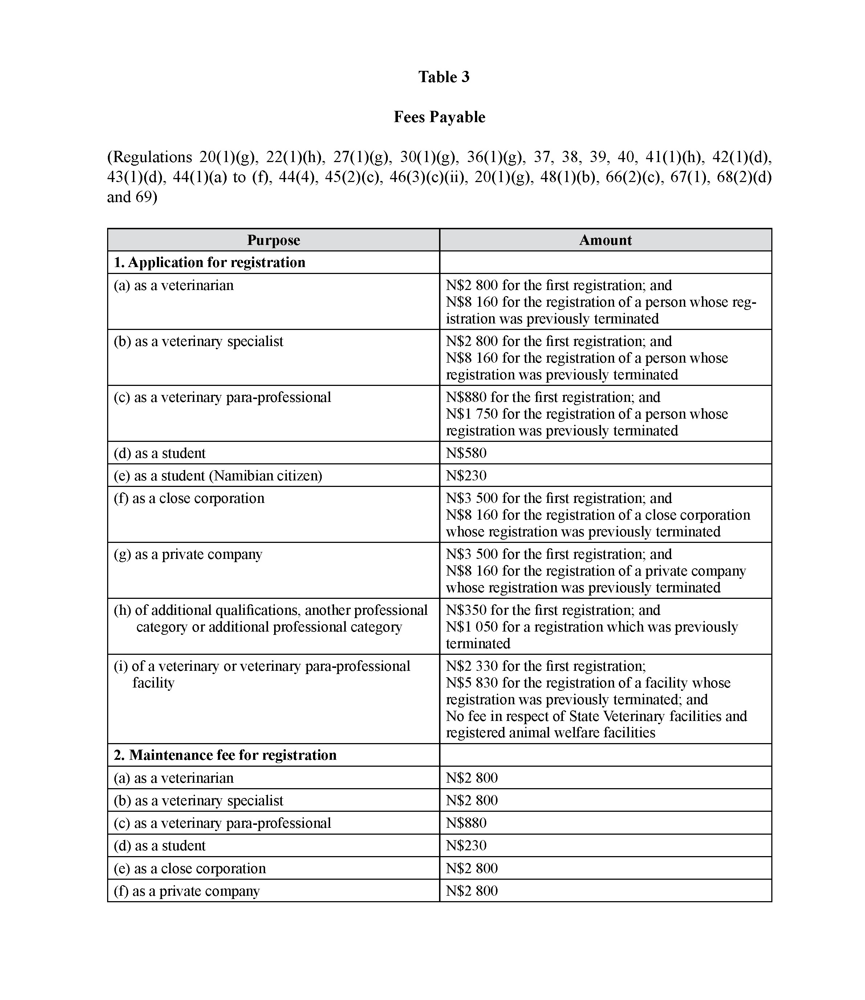 Table 3
Fees Payable
(Regulations 20(1)(g), 22(1)(h), 27(1)(g), 30(1)(g), 36(1)(g), 37, 38, 39, 40, 41(1)(h), 42(1)(d),
43(1)(d), 44(1)(a) to (f), 44(4), 45(2)(c), 46(3)(c)(ii), 20(1)(g), 48(1)(b), 66(2)(c), 67(1), 68(2)(d)
and 69)
Purpose
Amount
1. Application for registration
(a) as a veterinarian
N$2 800 for the first registration; and
N$8 160 for the registration of a person whose reg-
istration was previously terminated
(b) as a veterinary specialist
N$2 800 for the first registration; and
N$8 160 for the registration of a person whose
registration was previously terminated
(c) as a veterinary para-professional
N$880 for the first registration; and
N$1 750 for the registration of a person whose
registration was previously terminated
(d) as a student
N$580
(e) as a student (Namibian citizen)
N$230
(f) as a close corporation
N$3 500 for the first registration; and
N$8 160 for the registration of a close corporation
whose registration was previously terminated
(g) as a private company
N$3 500 for the first registration; and
N$8 160 for the registration of a private company
whose registration was previously terminated
(h) of additional qualifications, another professional
category or additional professional category
N$350 for the first registration; and
N$1 050 for a registration which was previously
terminated
(i) of a veterinary or veterinary para-professional
facility
N$2 330 for the first registration;
N$5 830 for the registration of a facility whose
registration was previously terminated; and
No fee in respect of State Veterinary facilities and
registered animal welfare facilities
2. Maintenance fee for registration
(a) as a veterinarian
N$2 800
(b) as a veterinary specialist
N$2 800
(c) as a veterinary para-professional
N$880
(d) as a student
N$230
(e) as a close corporation
N$2 800
(f) as a private company
N$2 800